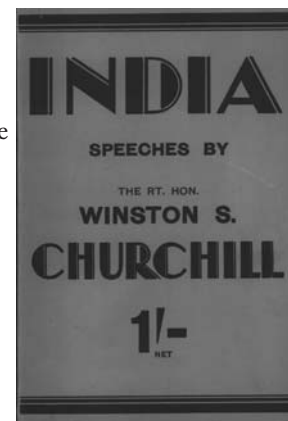 e
INDIA
SPEECHES BY
THE RT. HON.
WINSTON S.
CHURCHILL
1/-
NET